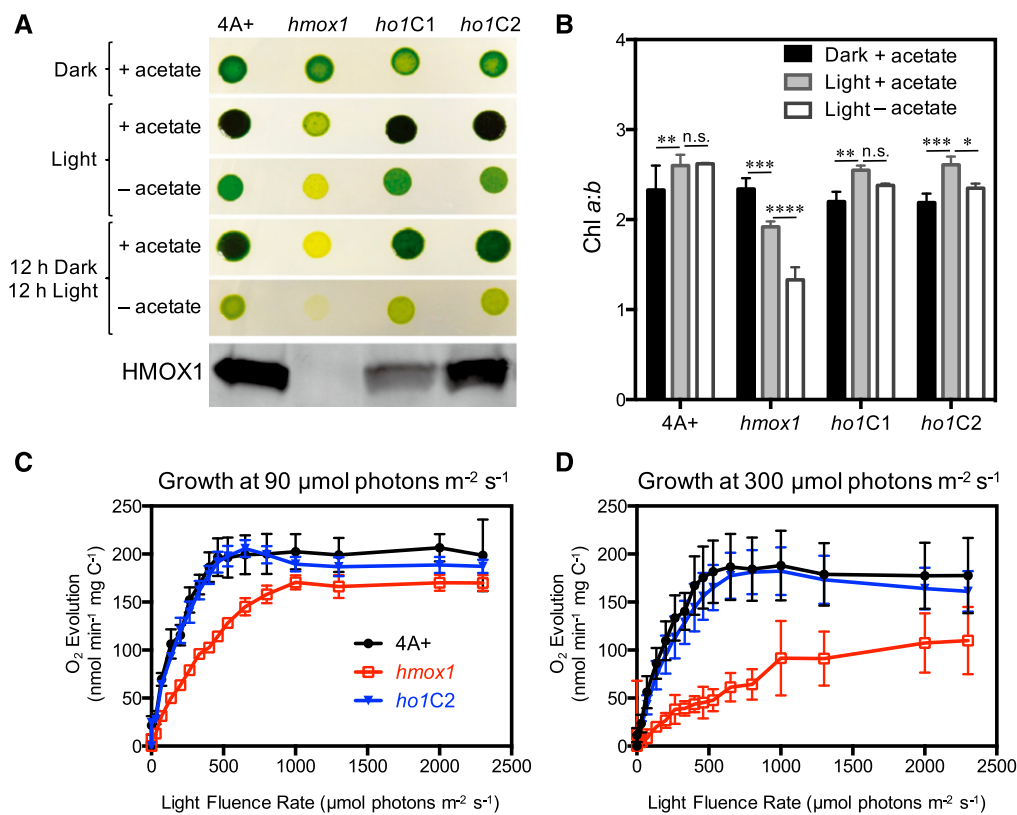 A
4A+ hmox1 ho1C1 ho1C2
Dark + acetate
+ acetate
Light
– acetate
+ acetate
12 h Dark
12 h Light
– acetate
HMOX1
B
4
3
2
1
0
Chl a:b
Dark + acetate
Light + acetate
Light – acetate
** n.s.
*** ****
** n.s.
*** *
4A+ hmox1 ho1C1 ho1C2
C
Growth at 90 µmol photons m-2 s-1
250
200
150
100
50
0
O2 Evolution
(nmol min-1 mg C-1)
4A+
hmox1
ho1C2
0 500 1000 1500 2000 2500
Light Fluence Rate (µmol photons m-2 s-1)
D
Growth at 300 µmol photons m-2 s-1
250
200
150
100
50
0
O2 Evolution
(nmol min-1 mg C-1)
0 500 1000 1500 2000 2500
Light Fluence Rate (µmol photons m-2 s-1)